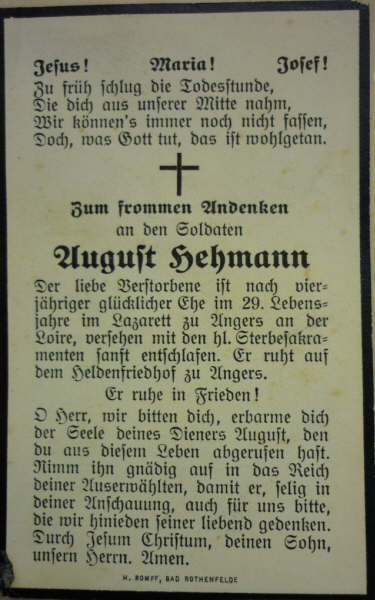 Jesus! Maria! Josef!
Zu früh schlug die Todesstunde,
Die dich aus unserer Mitte nahm,
Wir können's immer noch nicht fassen,
Doch, was Gott tut, das ist wohlgetan.
Zum frommen Andenken
an den Soldaten
August Hehmann
Der liebe Verstorbene ist nach vier-
jähriger glücklicher Ehe im 29. Lebens-
jahre im Lazarett zu Angers an der
Loire, versehen mit den hl. Sterbesakra-
menten sanft entschlafen. Er ruht auf
dem Heldenfriedhof zu Angers.
Er ruhe in Frieden!
O Herr, wir bitten dich, erbarme dich
der Seele deines Dieners August, den
du aus diesem Leben abgerufen hast.
Nimm ihn gnädig auf in das Reich
deiner Auserwählten, damit er, selig in
deiner Anschauung, auch für uns bitte,
die wir hinieden seiner liebend gedenken.
Durch Jesum Christum, deinen Sohn,
unsern Herrn. Amen.
H. ROMPF, BAD ROTHENFELDE